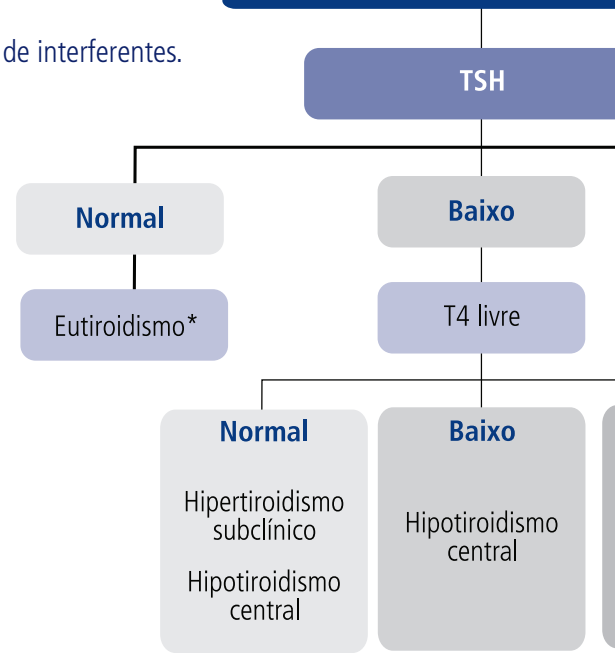 de interferentes.
TSH
Normal
Baixo
Eutiroidismo*
T4 livre
Normal
Baixo
Hipertiroidismo
subclínico
Hipotiroidismo
central
Hipotiroidismo
central